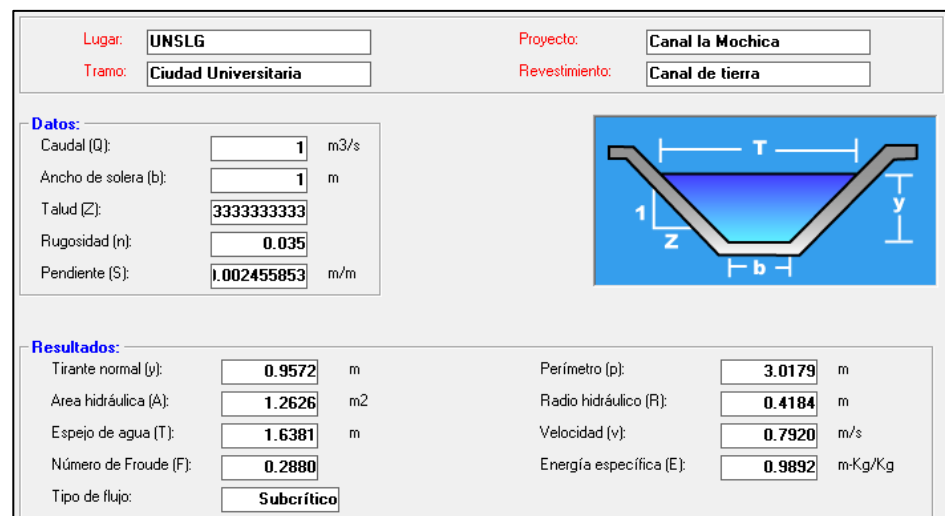 Lugar: UNSLG Proyecto: Canal la Mochica
Tramo: Ciudad Universitaria Revestimiento: Canal de tierra
Datos:
Caudal (Q): 1 m3/s
Ancho de solera (b): 1 m
Talud (Z): 3333333333
Rugosidad (n): 0.035
Pendiente (S): ).002455853 m/m
T
1
Z
y
b
Resultados:
Tirante normal (y): 0.9572 m Perímetro (p): 3.0179 m
Area hidráulica (A): 1.2626 m2 Radio hidráulico (R): 0.4184 m
Espejo de agua (T): 1.6381 m Velocidad (v): 0.7920 m/s
Número de Froude (F): 0.2880 Energía específica (E): 0.9892 m-Kg/Kg
Tipo de flujo: Subcrítico